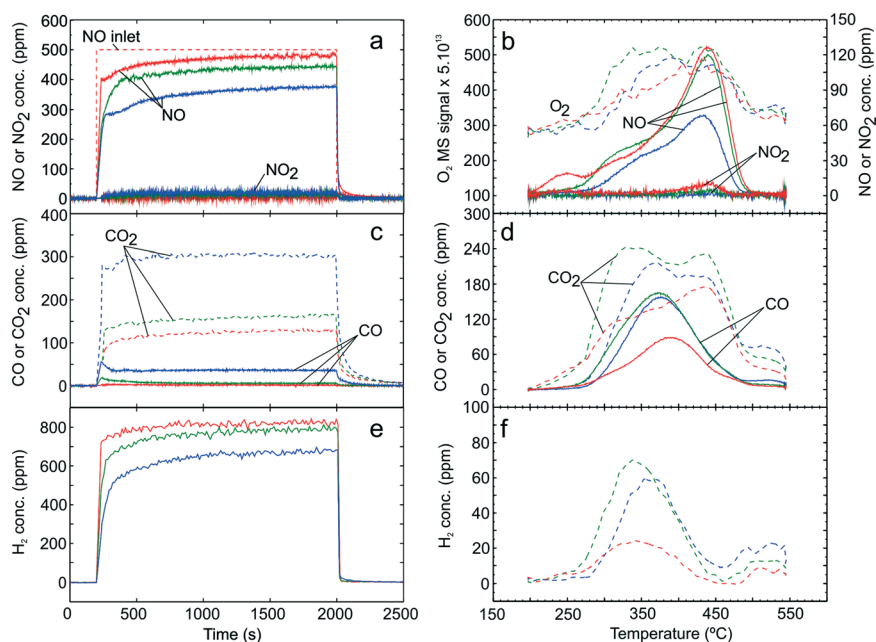 NO or NO2 conc. (ppm)
600
500
400
300
200
100
0
NO inlet
a
NO
NO2
O2 MS signal x 5.10^13
600
500
400
300
200
100
b
O2
NO
NO2
150
120
90
60
30
0
NO or NO2 conc. (ppm)
CO or CO2 conc. (ppm)
400
300
200
100
0
c
CO2
CO
CO or CO2 conc. (ppm)
300
240
180
120
60
0
d
CO2
CO
H2 conc. (ppm)
800
600
400
200
0
e
0 500 1000 1500 2000 2500
Time (s)
H2 conc. (ppm)
100
80
60
40
20
0
f
150 250 350 450 550
Temperature (ºC)